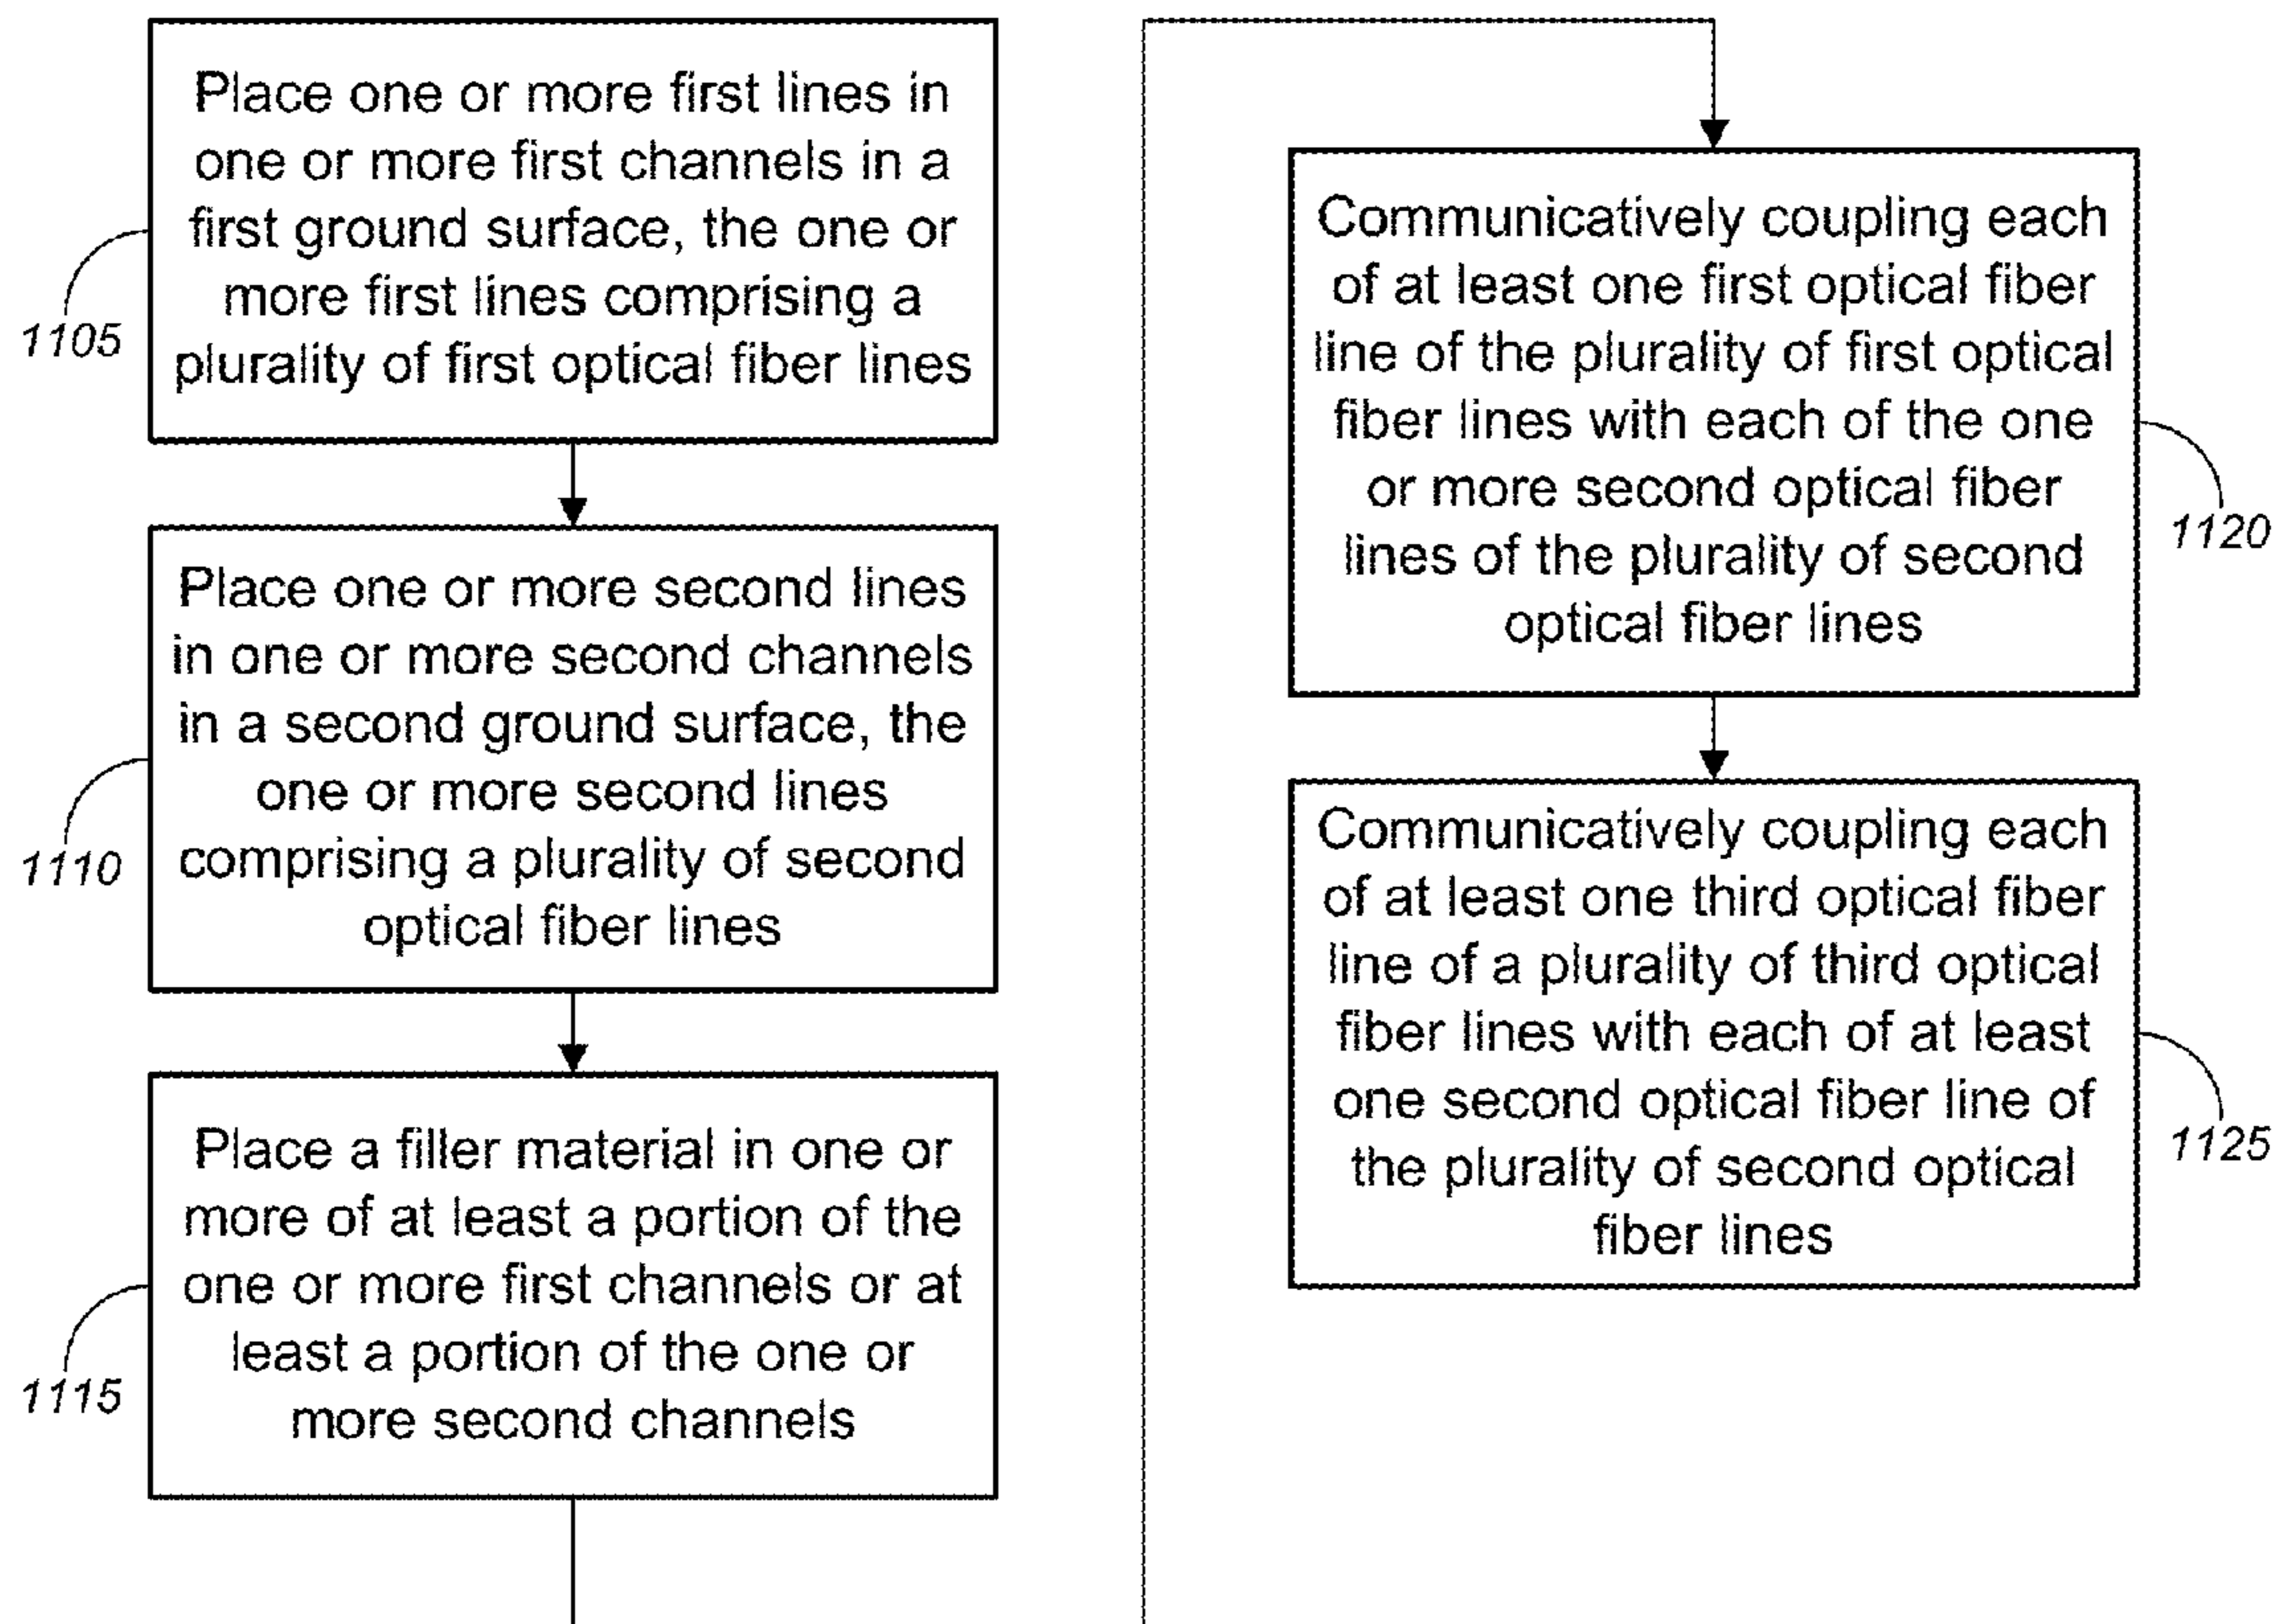 Place one or more first lines in
one or more first channels in a
first ground surface, the one or
more first lines comprising a
plurality of first optical fiber lines
1105
Place one or more second lines
in one or more second channels
in a second ground surface, the
one or more second lines
comprising a plurality of second
optical fiber lines
1110
Place a filler material in one or
more of at least a portion of the
one or more first channels or at
least a portion of the one or
more second channels
1115
Communicatively coupling each
of at least one first optical fiber
line of the plurality of first optical
fiber lines with each of the one
or more second optical fiber
lines of the plurality of second
optical fiber lines
1120
Communicatively coupling each
of at least one third optical fiber
line of a plurality of third optical
fiber lines with each of at least
one second optical fiber line of
the plurality of second optical
fiber lines
1125